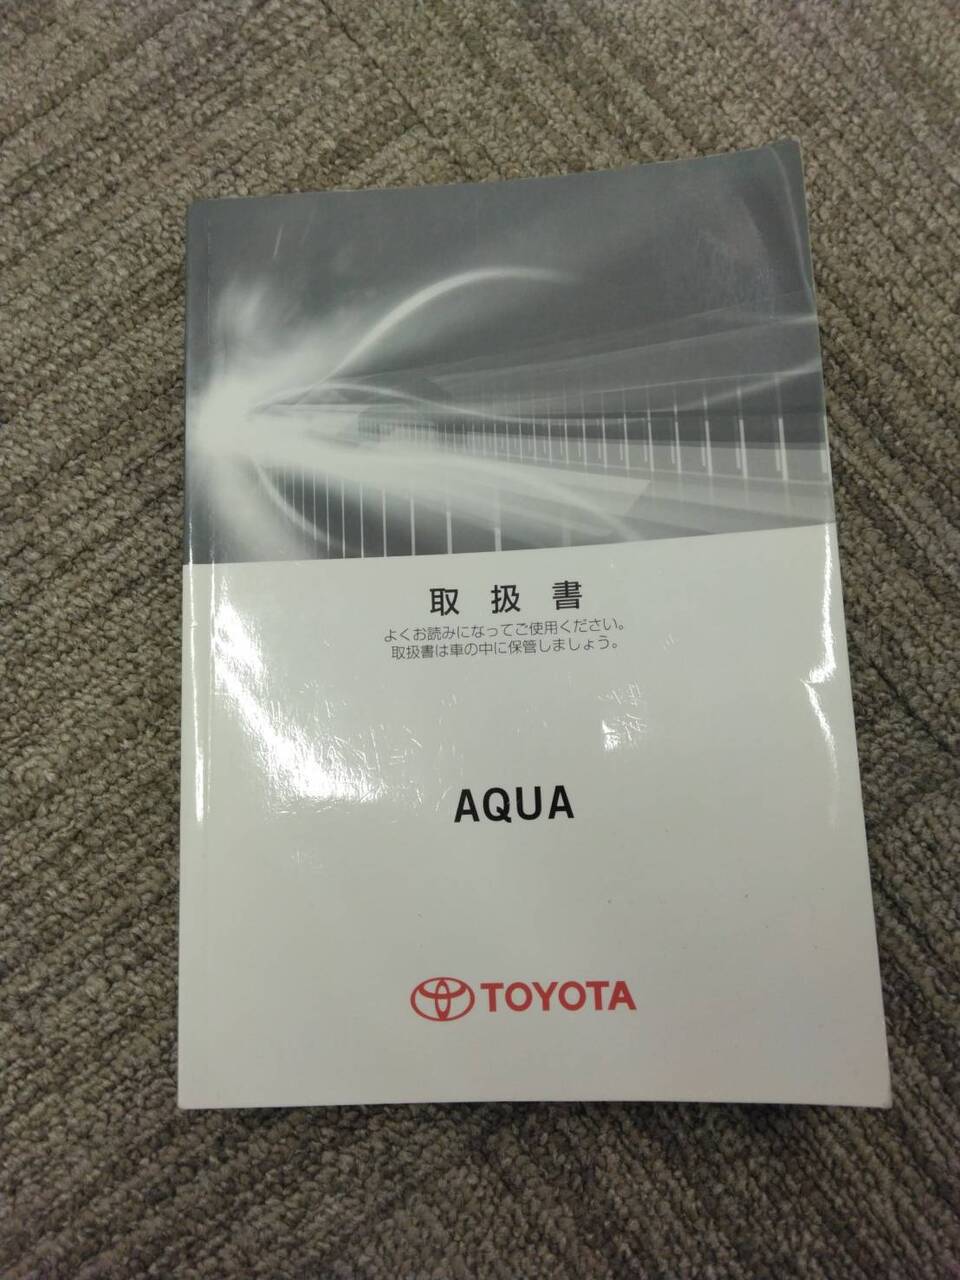 取扱書
よくお読みになってご使用ください。
取扱書は車の中に保管しましょう。
AQUA
TOYOTA